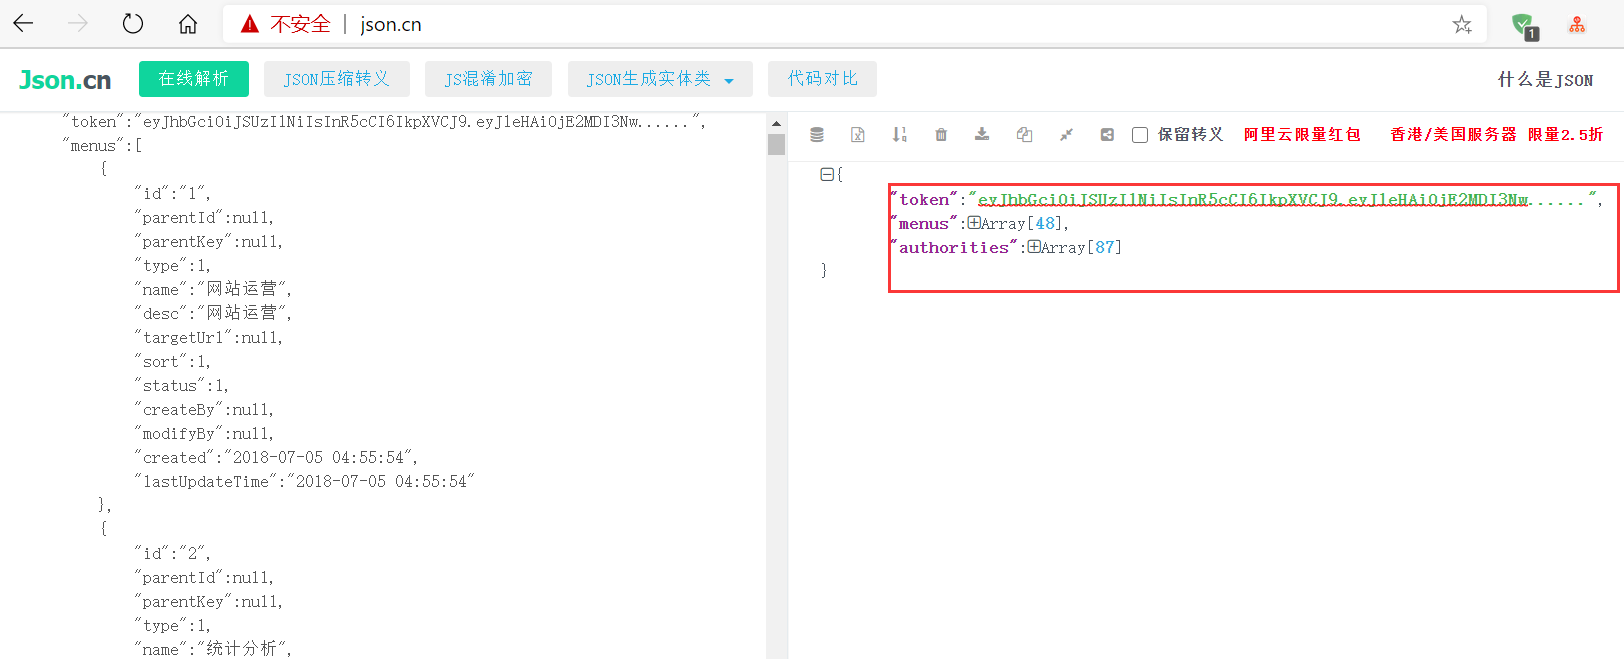 不安全 | json.cn
1
Json.cn 在线解析 JSON压缩转义 JS混淆加密 JSON生成实体类 代码对比 什么是JSON
"token":"eyJhbGciOiJSUzI1NiIsInR5cCI6IkpXVCJ9.eyJ1eHAiOjE2MDI3Nw......",
"menus":[
{
"id":"1",
"parentId":null,
"parentKey":null,
"type":1,
"name":"网站运营",
"desc":"网站运营",
"targetUrl":null,
"sort":1,
"status":1,
"createBy":null,
"modifyBy":null,
"created":"2018-07-05 04:55:54",
"lastUpdateTime":"2018-07-05 04:55:54"
},
{
"id":"2",
"parentId":null,
"parentKey":null,
"type":1,
"name":"统计分析",
保留转义 阿里云限量红包 香港/美国服务器 限量2.5折
{
"token":"eyJhbGciOiJSUzI1NiIsInR5cCI6IkpXVCJ9.eyJ1eHAiOjE2MDI3Nw......",
"menus":Array[48],
"authorities":Array[87]
}